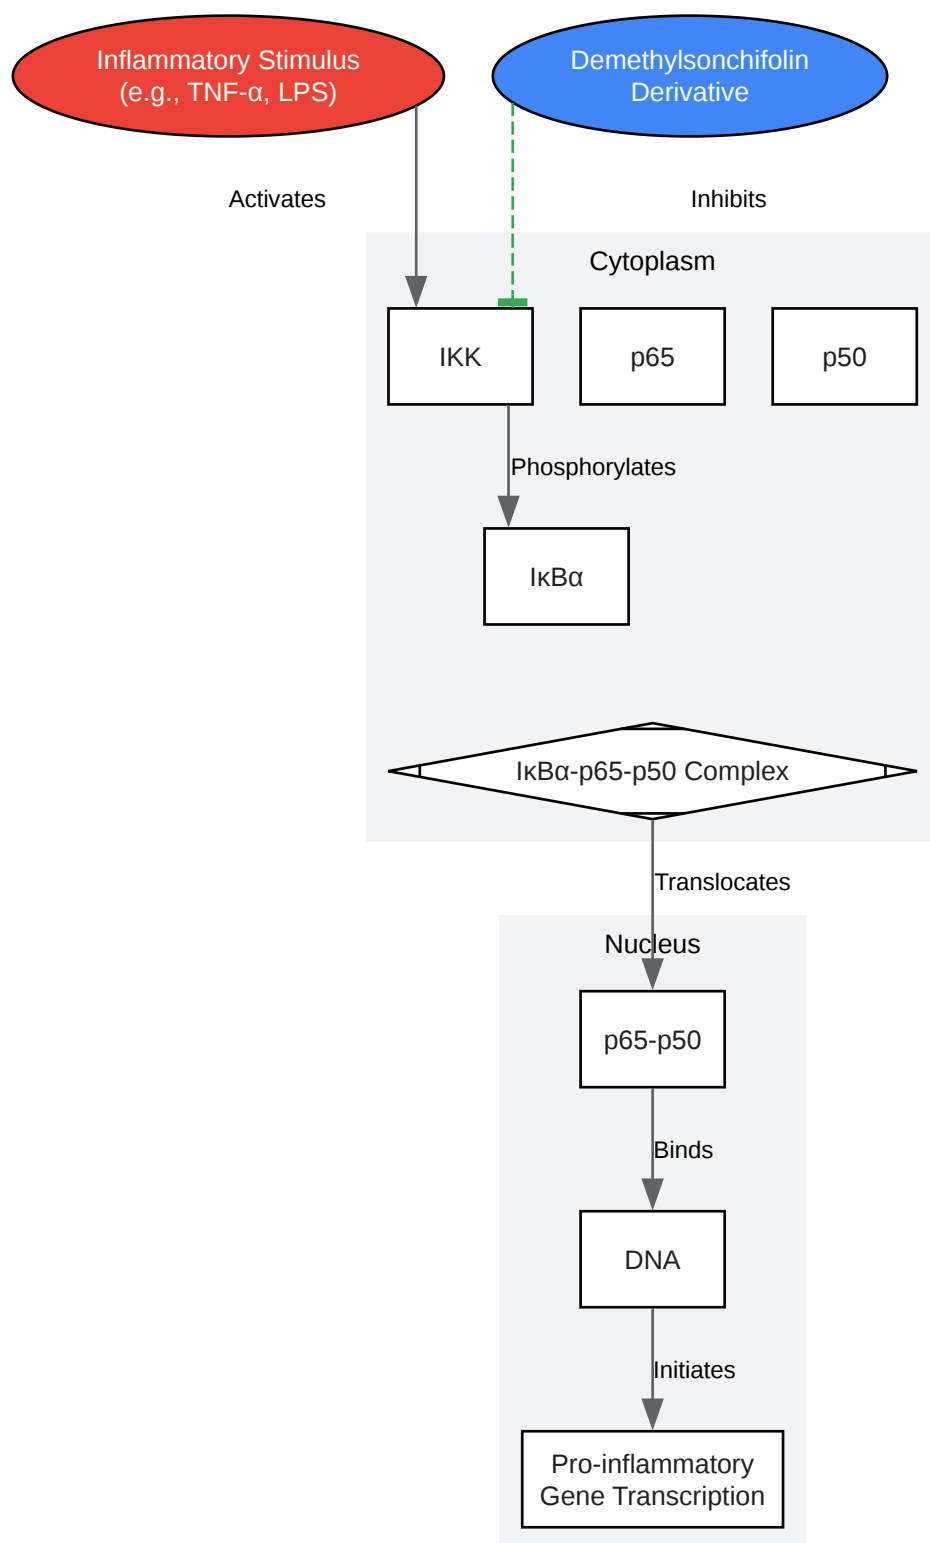 Inflammatory Stimulus
(e.g., TNF-α, LPS)
Demethylsonchifolin
Derivative
Activates
Inhibits
Cytoplasm
IKK
p65
p50
Phosphorylates
IκBα
IκBα-p65-p50 Complex
Translocates
Nucleus
p65-p50
Binds
DNA
Initiates
Pro-inflammatory
Gene Transcription